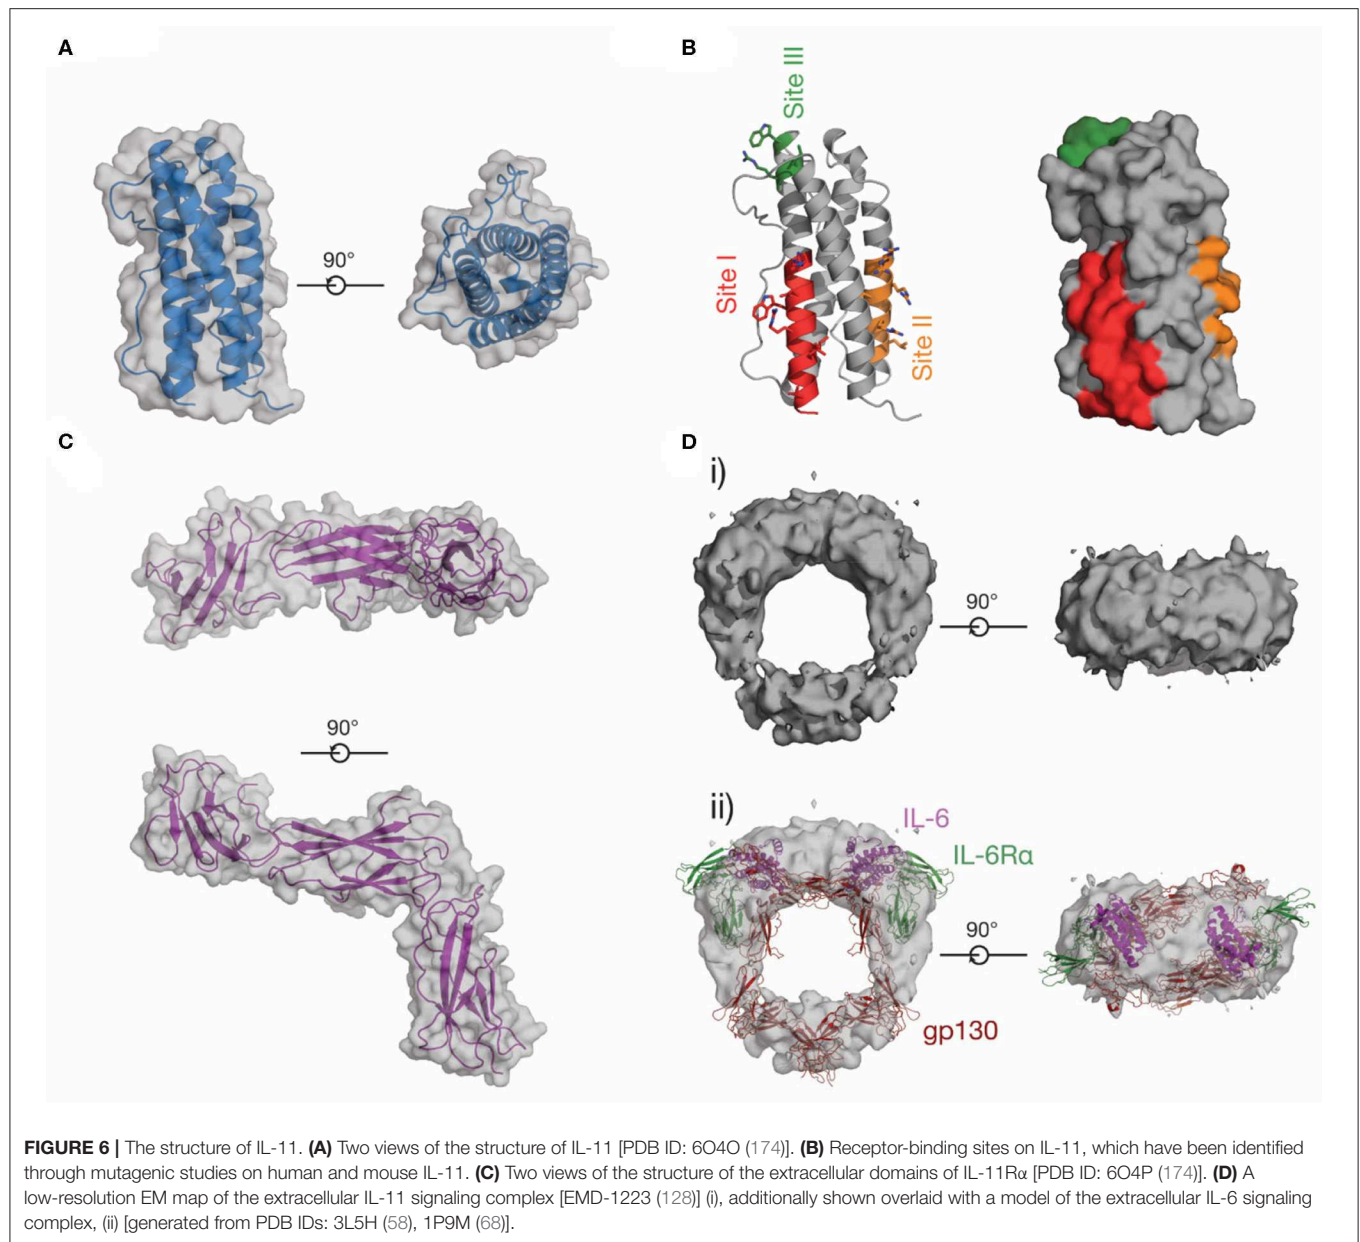 A
90°
B
Site III
Site I
Site II
C
90°
D
i)
90°
ii)
IL-6
IL-6Rα
90°
gp130
FIGURE 6 | The structure of IL-11. (A) Two views of the structure of IL-11 [PDB ID: 6O4O (174)]. (B) Receptor-binding sites on IL-11, which have been identified
through mutagenic studies on human and mouse IL-11. (C) Two views of the structure of the extracellular domains of IL-11Rα [PDB ID: 6O4P (174)]. (D) A
low-resolution EM map of the extracellular IL-11 signaling complex [EMD-1223 (128)] (i), additionally shown overlaid with a model of the extracellular IL-6 signaling
complex, (ii) [generated from PDB IDs: 3L5H (58), 1P9M (68)].